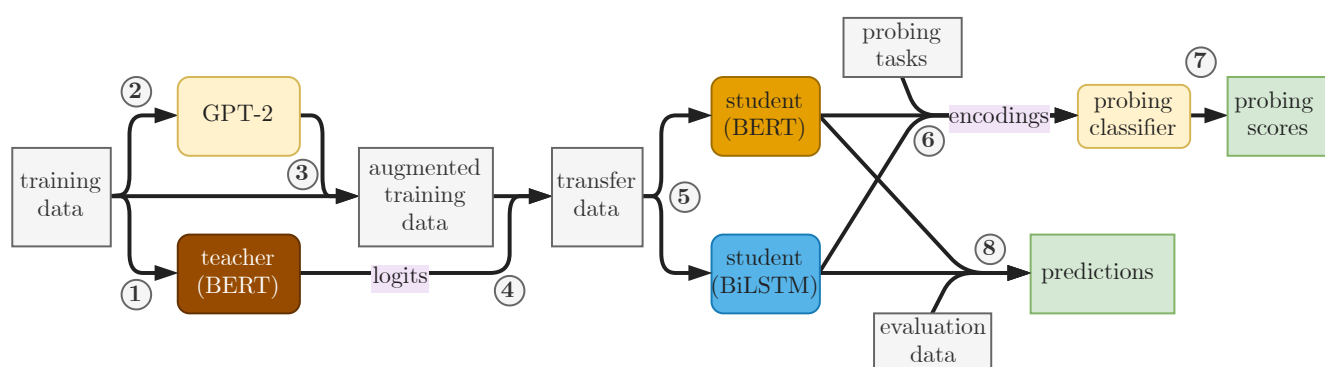 training
data
2
GPT-2
3
1
teacher
(BERT)
augmented
training
data
logits
4
transfer
data
5
student
(BERT)
student
(BiLSTM)
probing
tasks
6
encodings
probing
classifier
7
probing
scores
8
evaluation
data
predictions